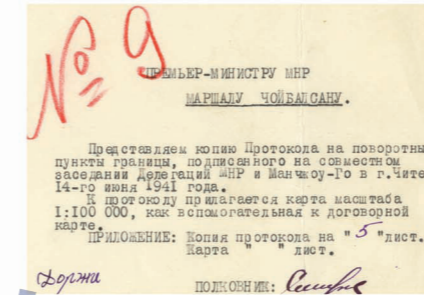 № 9
ПРЕМЬЕР-МИНИСТРУ МНР
МАРШАЛУ ЧОЙБАЛСАНУ.
Представляем копию Протокола на поворотны
пункты границы, подписанного на совместном
заседании Делегаций МНР и Манчжоу-Го в г.Чите
14-го июня 1941 года.
К протоколу прилагается карта масштаба
1:100 000, как вспомогательная к договорной
карте.
ПРИЛОЖЕНИЕ: Копия протокола на "5"лист.
Карта " " лист.
Доржи
ПОЛКОВНИК: